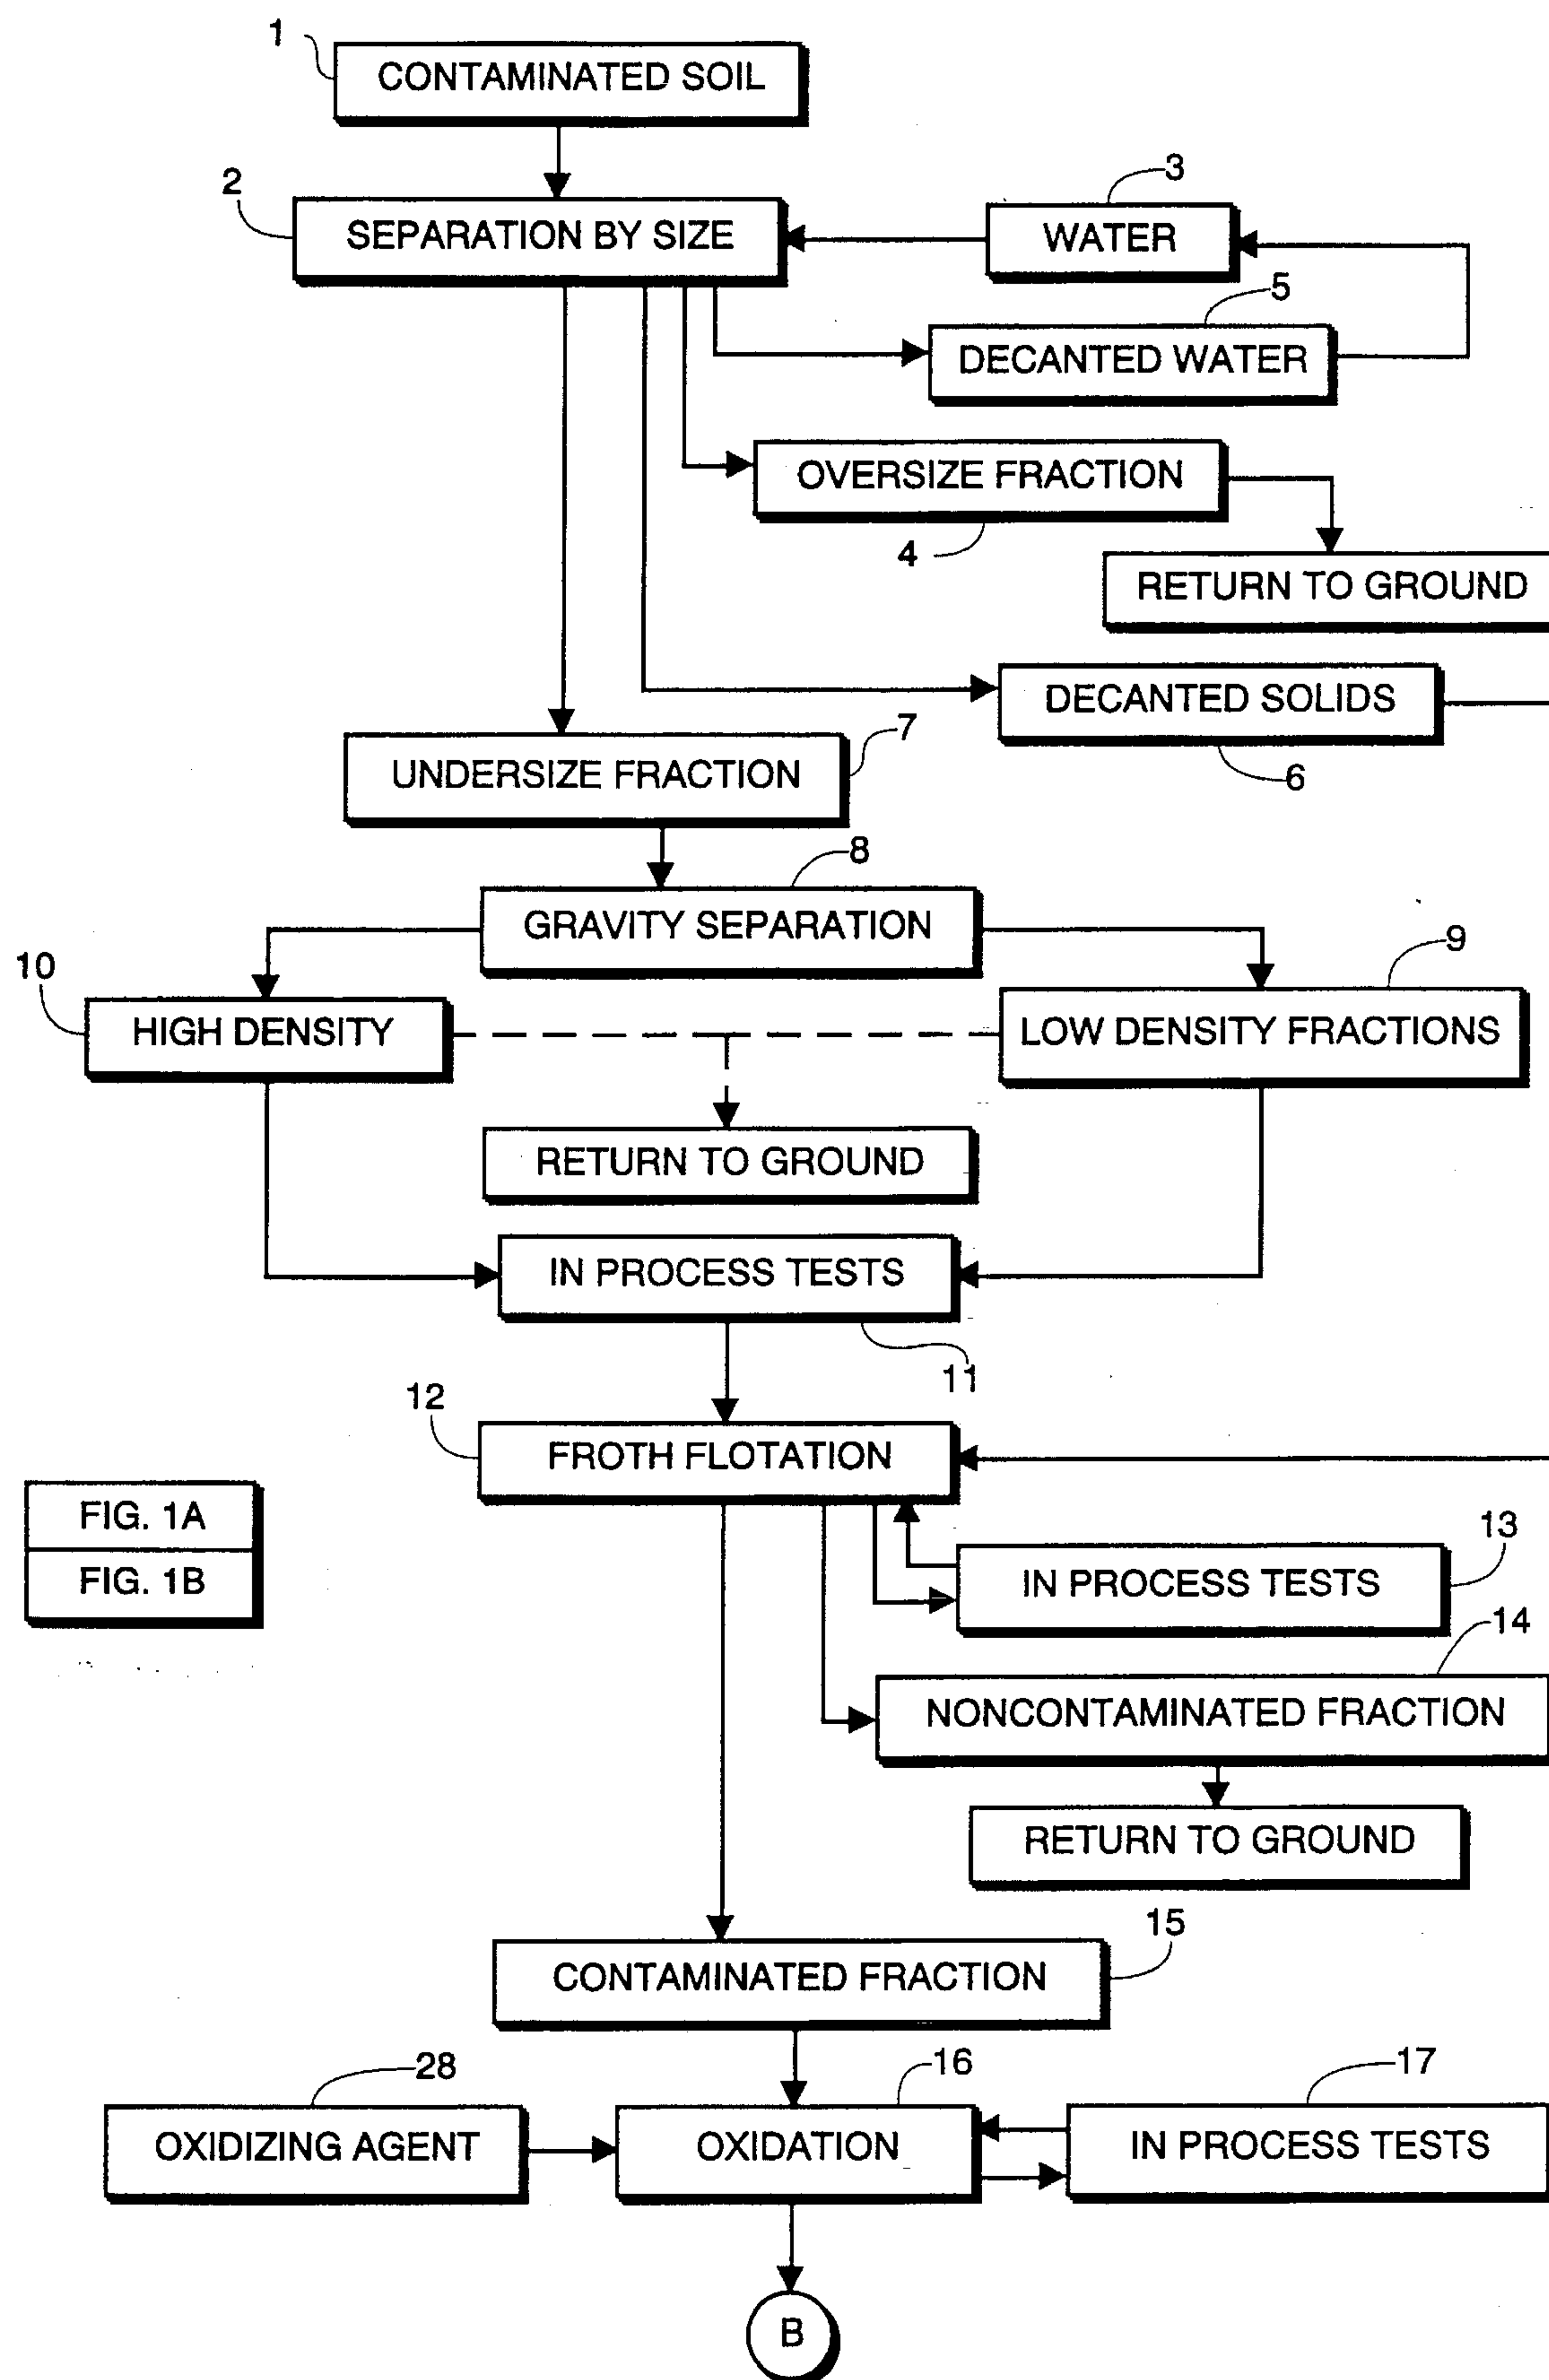 1
CONTAMINATED SOIL
2
SEPARATION BY SIZE
3
WATER
5
DECANTED WATER
OVERSIZE FRACTION
4
RETURN TO GROUND
DECANTED SOLIDS
6
7
UNDERSIZE FRACTION
8
GRAVITY SEPARATION
10
HIGH DENSITY
9
LOW DENSITY FRACTIONS
RETURN TO GROUND
IN PROCESS TESTS
11
12
FROTH FLOTATION
FIG. 1A
FIG. 1B
13
IN PROCESS TESTS
14
NONCONTAMINATED FRACTION
RETURN TO GROUND
15
CONTAMINATED FRACTION
28
OXIDIZING AGENT
16
OXIDATION
17
IN PROCESS TESTS
B